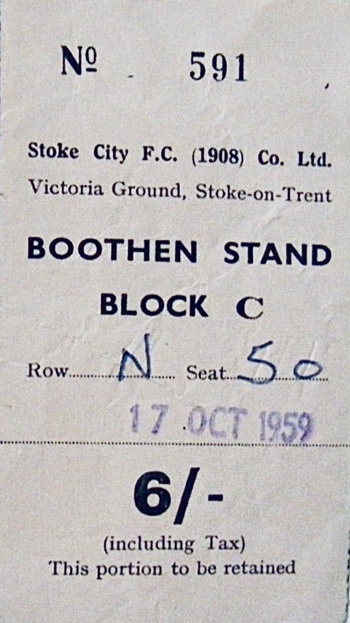 Nº 591
Stoke City F.C. (1908) Co. Ltd.
Victoria Ground, Stoke-on-Trent
BOOTHEN STAND
BLOCK C
Row............N........ Seat...50........
17 OCT 1959
6/-
(including Tax)
This portion to be retained